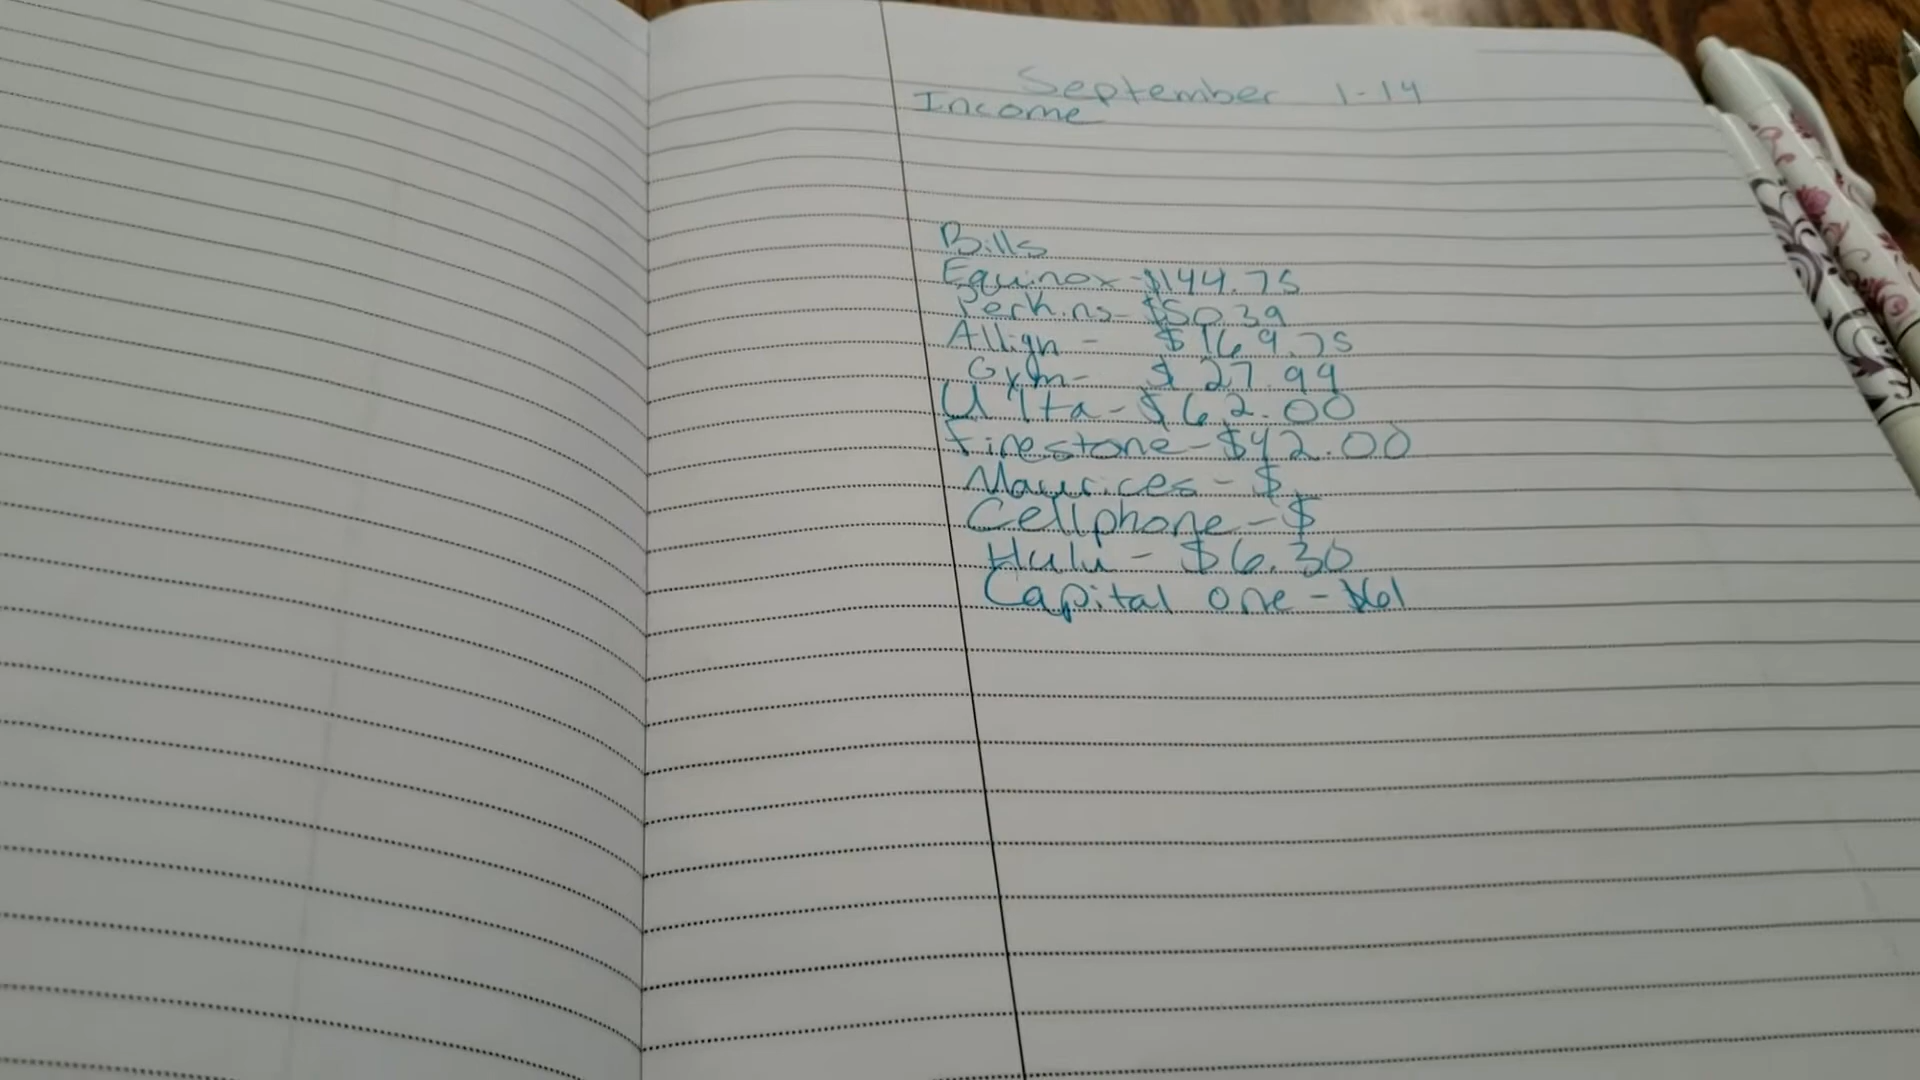 September 1-14
Income
Bills
Equinox-$144.75
Perkins-$50.39
Allign - $169.75
Gym- $27.99
Ulta-$62.00
Firestone-$42.00
Maurices-$
Cellphone-$
Hulu - $6.30
Capital one - $61